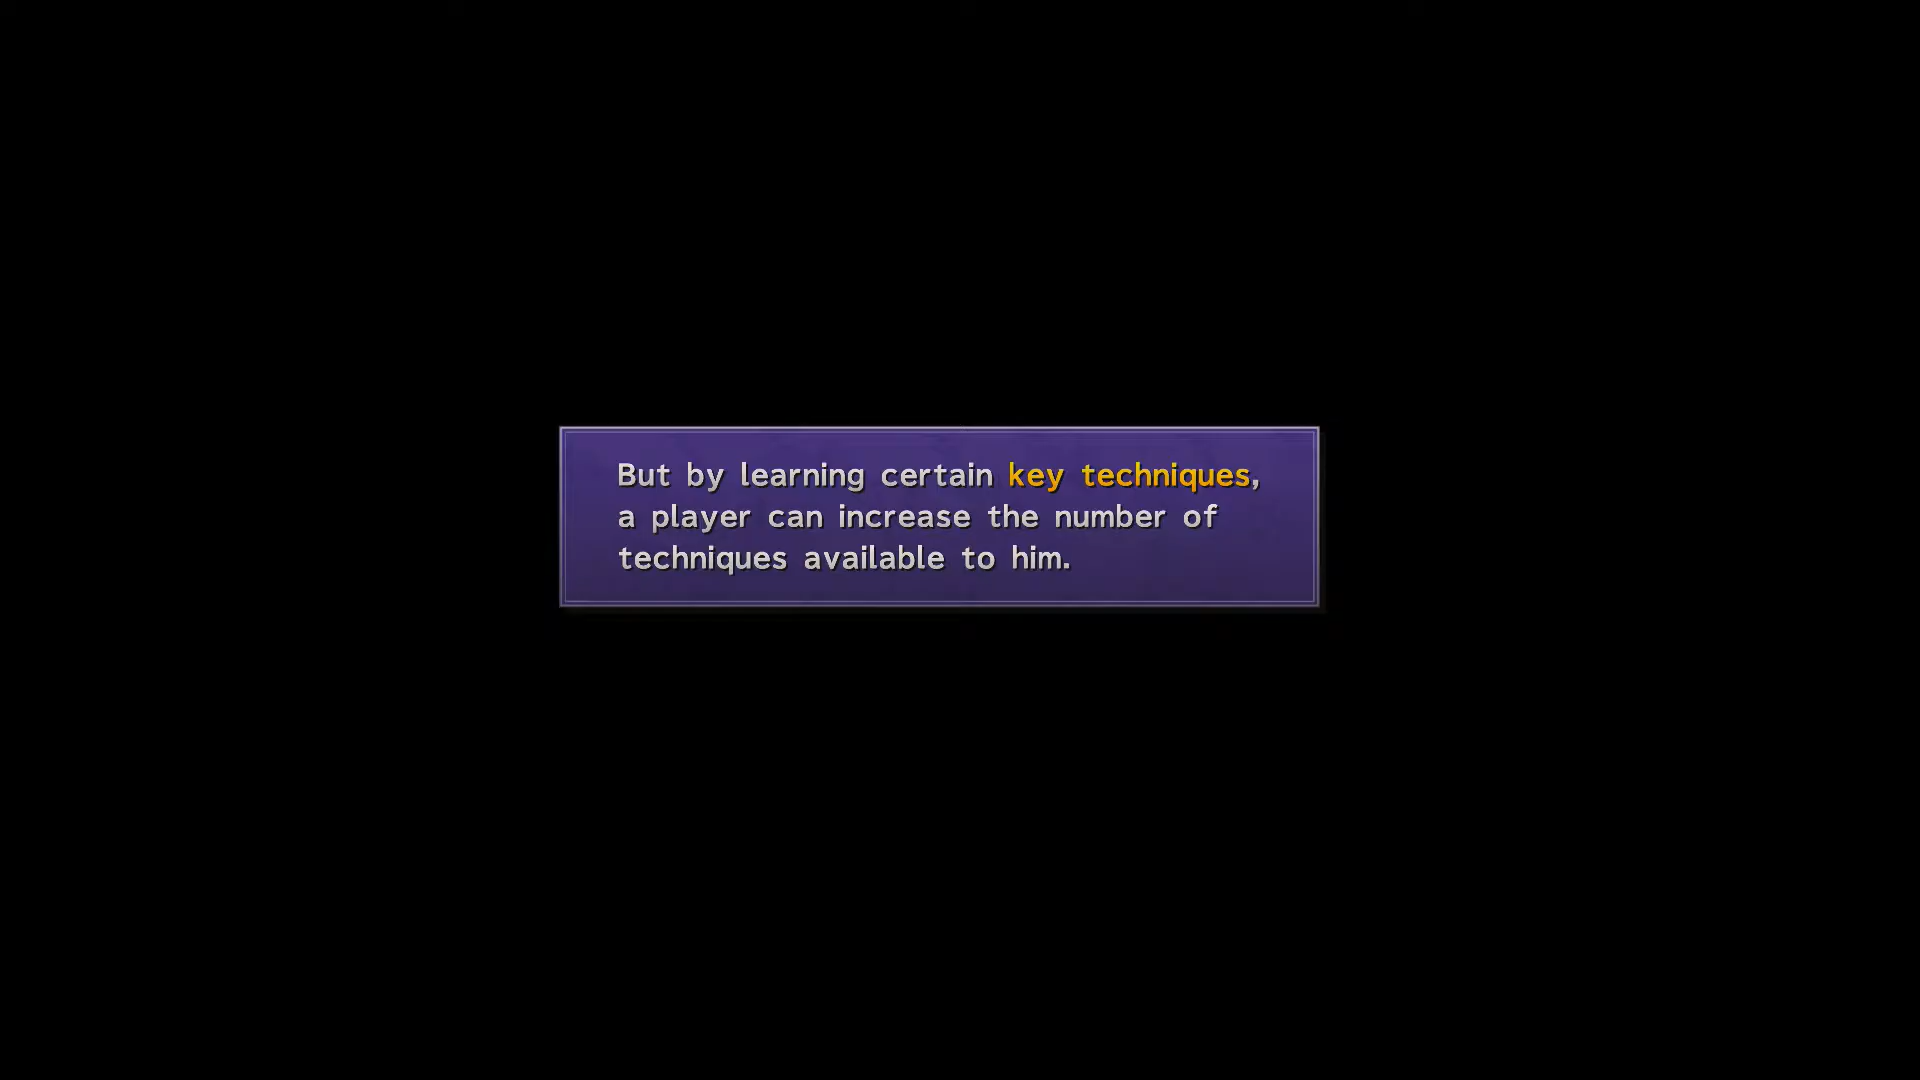 But by learning certain key techniques,
a player can increase the number of
techniques available to him.